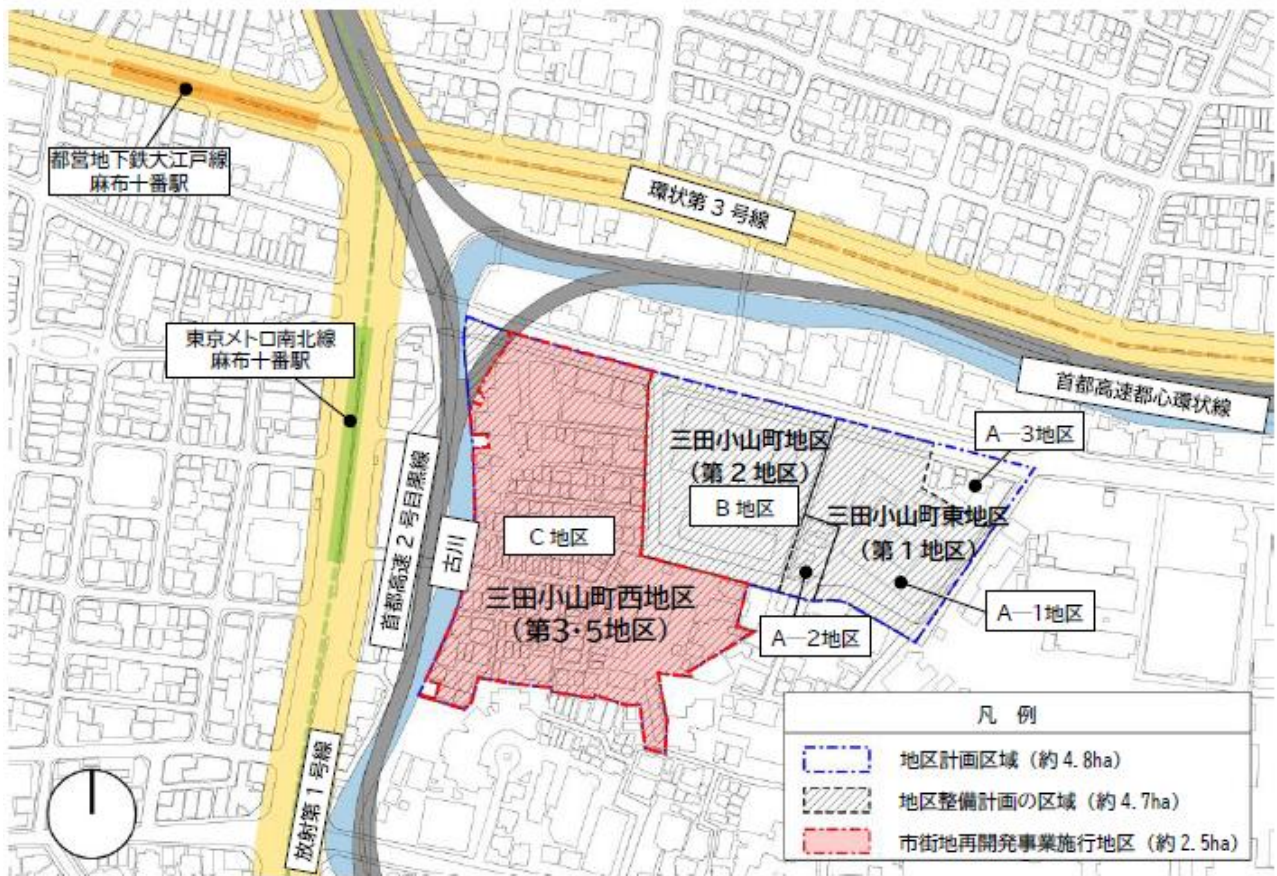 都営地下鉄大江戸線
麻布十番駅
環状第3号線
東京メトロ南北線
麻布十番駅
首都高速都心環状線
首都高速2号目黒線
古川
放射第1号線
三田小山町地区
(第2地区)
B地区
A―3地区
三田小山町東地区
(第1地区)
C地区
三田小山町西地区
(第3・5地区)
A―2地区
A―1地区
凡 例
地区計画区域(約4.8ha)
地区整備計画の区域(約4.7ha)
市街地再開発事業施行地区(約2.5ha)